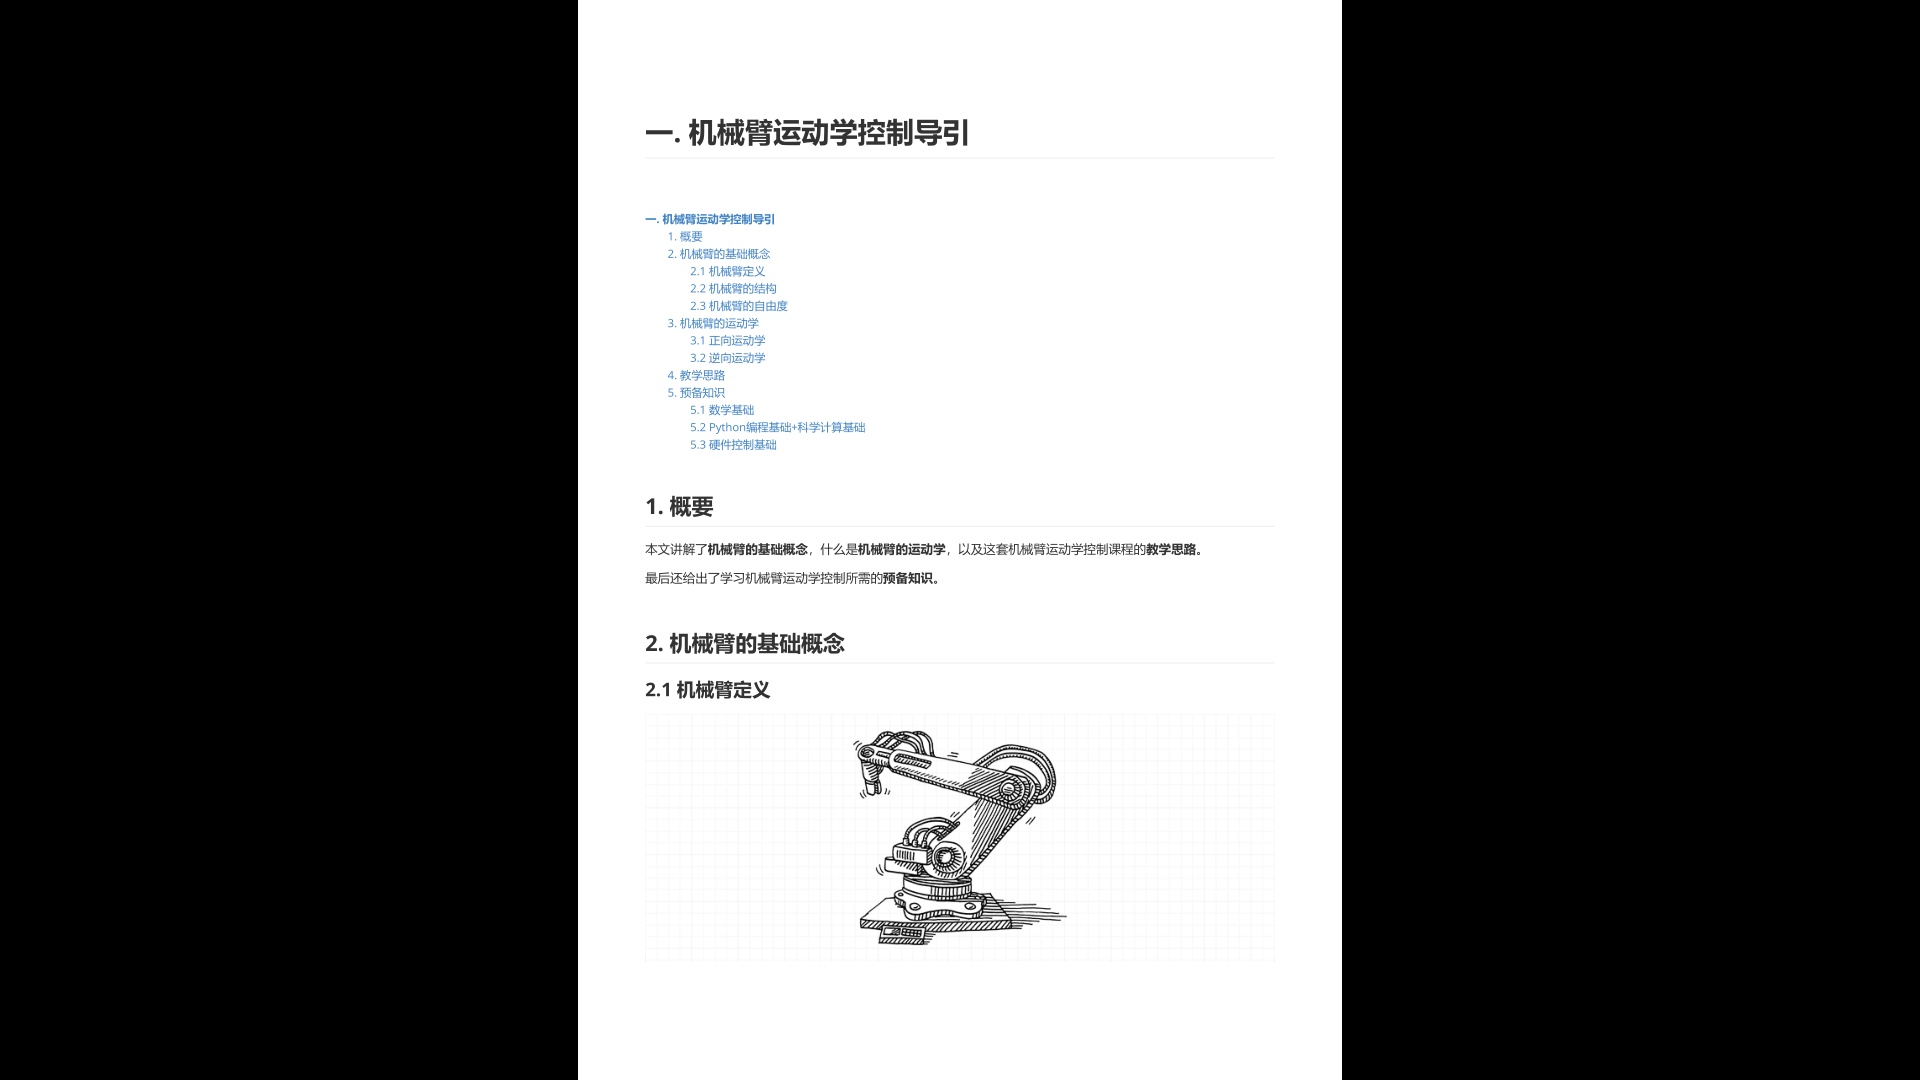 一. 机械臂运动学控制导引
一. 机械臂运动学控制导引
1. 概要
2. 机械臂的基础概念
2.1 机械臂定义
2.2 机械臂的结构
2.3 机械臂的自由度
3. 机械臂的运动学
3.1 正向运动学
3.2 逆向运动学
4. 教学思路
5. 预备知识
5.1 数学基础
5.2 Python编程基础+科学计算基础
5.3 硬件控制基础
1. 概要
本文讲解了机械臂的基础概念，什么是机械臂的运动学，以及这套机械臂运动学控制课程的教学思路。
最后还给出了学习机械臂运动学控制所需的预备知识。
2. 机械臂的基础概念
2.1 机械臂定义